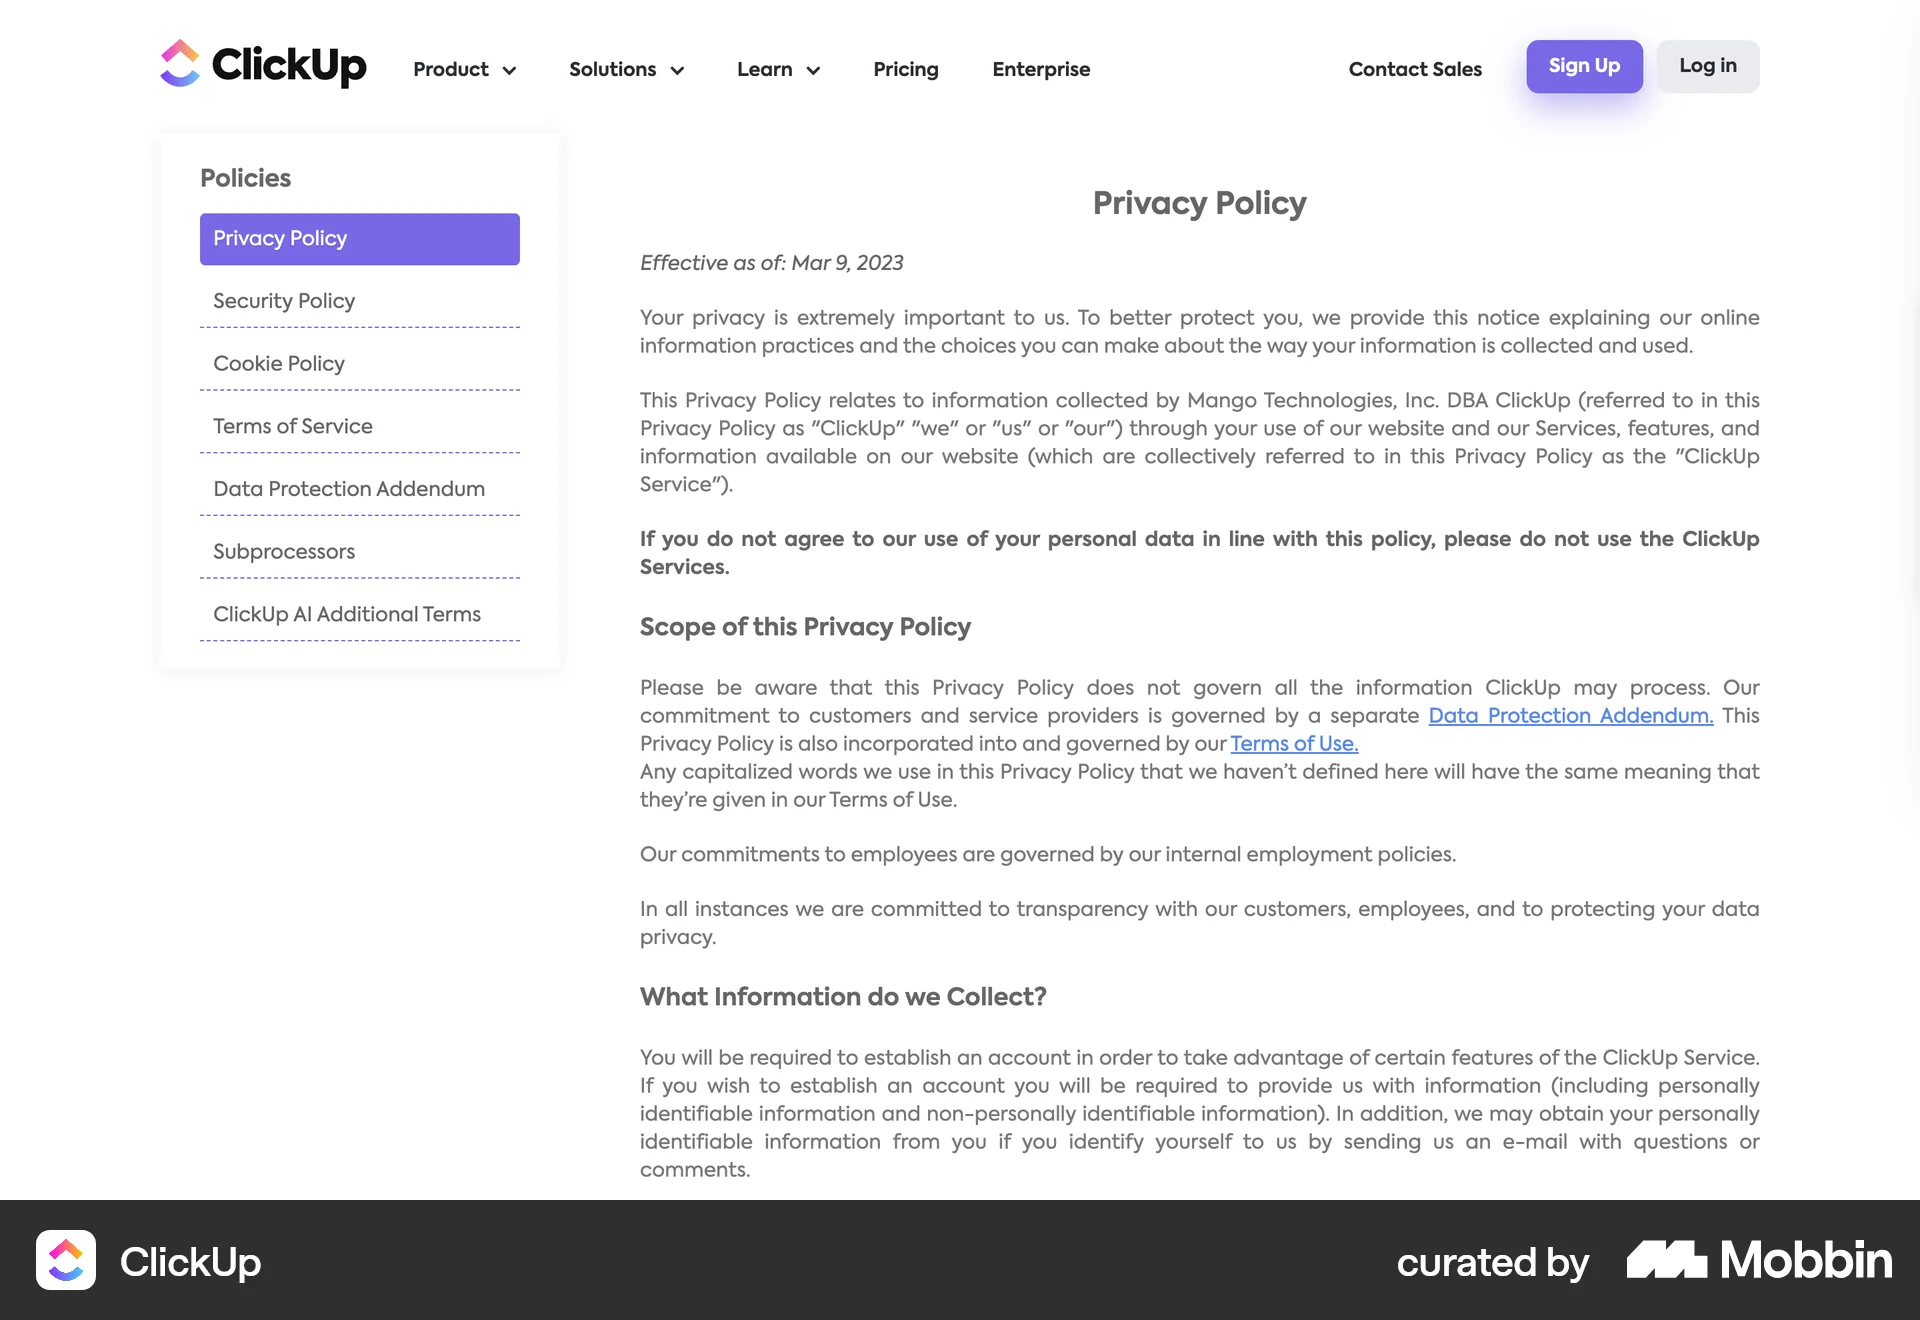 ClickUp Product Solutions Learn Pricing Enterprise Contact Sales Sign Up Log in
Policies
Privacy Policy
Security Policy
Cookie Policy
Terms of Service
Data Protection Addendum
Subprocessors
ClickUp AI Additional Terms
Privacy Policy
Effective as of: Mar 9, 2023
Your privacy is extremely important to us. To better protect you, we provide this notice explaining our online
information practices and the choices you can make about the way your information is collected and used.
This Privacy Policy relates to information collected by Mango Technologies, Inc. DBA ClickUp (referred to in this
Privacy Policy as "ClickUp" "we" or "us" or "our") through your use of our website and our Services, features, and
information available on our website (which are collectively referred to in this Privacy Policy as the "ClickUp
Service").
If you do not agree to our use of your personal data in line with this policy, please do not use the ClickUp
Services.
Scope of this Privacy Policy
Please be aware that this Privacy Policy does not govern all the information ClickUp may process. Our
commitment to customers and service providers is governed by a separate Data Protection Addendum. This
Privacy Policy is also incorporated into and governed by our Terms of Use.
Any capitalized words we use in this Privacy Policy that we haven’t defined here will have the same meaning that
they’re given in our Terms of Use.
Our commitments to employees are governed by our internal employment policies.
In all instances we are committed to transparency with our customers, employees, and to protecting your data
privacy.
What Information do we Collect?
You will be required to establish an account in order to take advantage of certain features of the ClickUp Service.
If you wish to establish an account you will be required to provide us with information (including personally
identifiable information and non-personally identifiable information). In addition, we may obtain your personally
identifiable information from you if you identify yourself to us by sending us an e-mail with questions or
comments.
ClickUp
curated by Mobbin